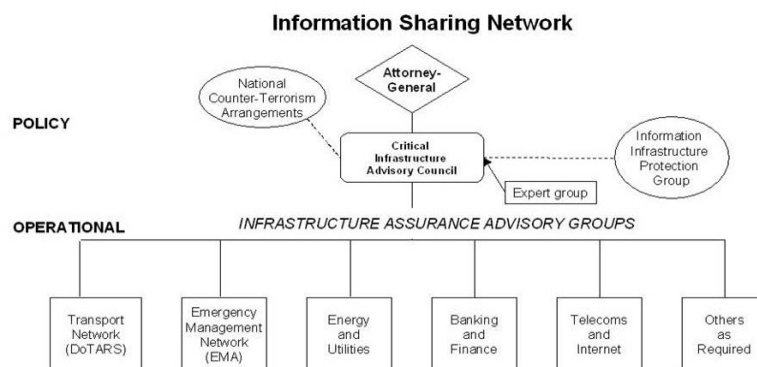 Information Sharing Network
Attorney-
General
National
Counter-Terrorism
Arrangements
POLICY
Critical
Infrastructure
Advisory Council
Information
Infrastructure
Protection
Group
Expert group
OPERATIONAL
INFRASTRUCTURE ASSURANCE ADVISORY GROUPS
Transport
Network
(DoTARS)
Emergency
Management
Network
(EMA)
Energy
and
Utilities
Banking
and
Finance
Telecoms
and
Internet
Others
as
Required